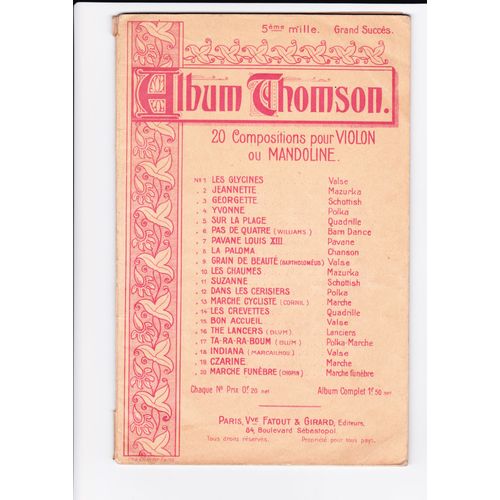 5ème mille. Grand Succès.
Album Thomson.
20 Compositions pour VIOLON
ou MANDOLINE.
No 1 LES GLYCINES Valse
" 2 JEANNETTE Mazurka
" 3 GEORGETTE Schottish
" 4 YVONNE Polka
" 5 SUR LA PLAGE Quadrille
" 6 PAS DE QUATRE (WILLIAMS) Barn Dance
" 7 PAVANE LOUIS XIII Pavane
" 8 LA PALOMA Chanson
" 9 GRAIN DE BEAUTÉ (BARTHOLOMÉUS) Valse
" 10 LES CHAUMES Mazurka
" 11 SUZANNE Schottish
" 12 DANS LES CERISIERS Polka
" 13 MARCHE CYCLISTE (CORNIL) Marche
" 14 LES CREVETTES Quadrille
" 15 BON ACCUEIL Valse
" 16 THE LANCERS (BLUM) Lanciers
" 17 TA-RA-RA-BOUM (BLUM) Polka-Marche
" 18 INDIANA (MARCAILHOU) Valse
" 19 CZARINE Marche
" 20 MARCHE FUNÈBRE (CHOPIN) Marche funèbre
Chaque No Prix 0f 20 net Album Complet 1f 50 net
PARIS, Vve FATOUT & GIRARD, Editeurs.
84, Boulevard Sébastopol
Tous droits réservés. Propriété pour tous pays.